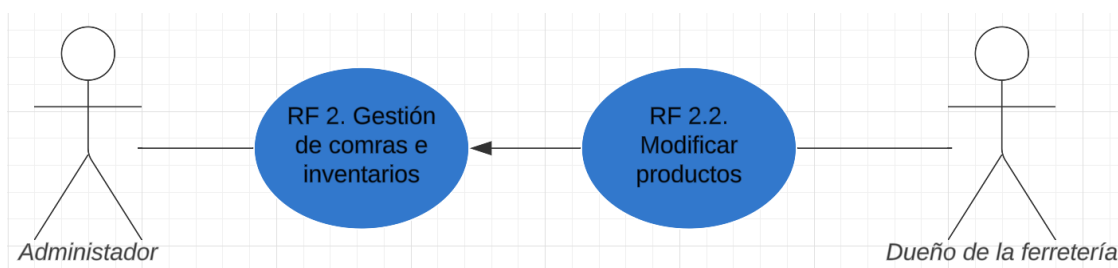 RF 2. Gestión
de comras e
inventarios
RF 2.2.
Modificar
productos
Administador
Dueño de la ferretería